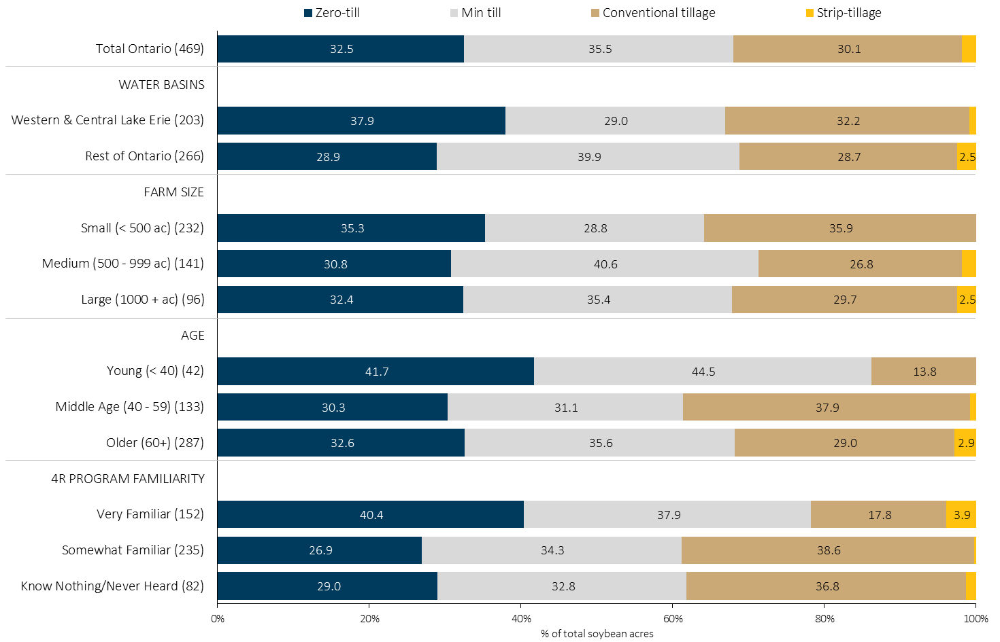 Zero-till Min till Conventional tillage Strip-tillage
Total Ontario (469) 32.5 35.5 30.1
WATER BASINS
Western & Central Lake Erie (203) 37.9 29.0 32.2
Rest of Ontario (266) 28.9 39.9 28.7 2.5
FARM SIZE
Small (< 500 ac) (232) 35.3 28.8 35.9
Medium (500 - 999 ac) (141) 30.8 40.6 26.8
Large (1000 + ac) (96) 32.4 35.4 29.7 2.5
AGE
Young (< 40) (42) 41.7 44.5 13.8
Middle Age (40 - 59) (133) 30.3 31.1 37.9
Older (60+) (287) 32.6 35.6 29.0 2.9
4R PROGRAM FAMILIARITY
Very Familiar (152) 40.4 37.9 17.8 3.9
Somewhat Familiar (235) 26.9 34.3 38.6
Know Nothing/Never Heard (82) 29.0 32.8 36.8
0% 20% 40% 60% 80% 100%
% of total soybean acres